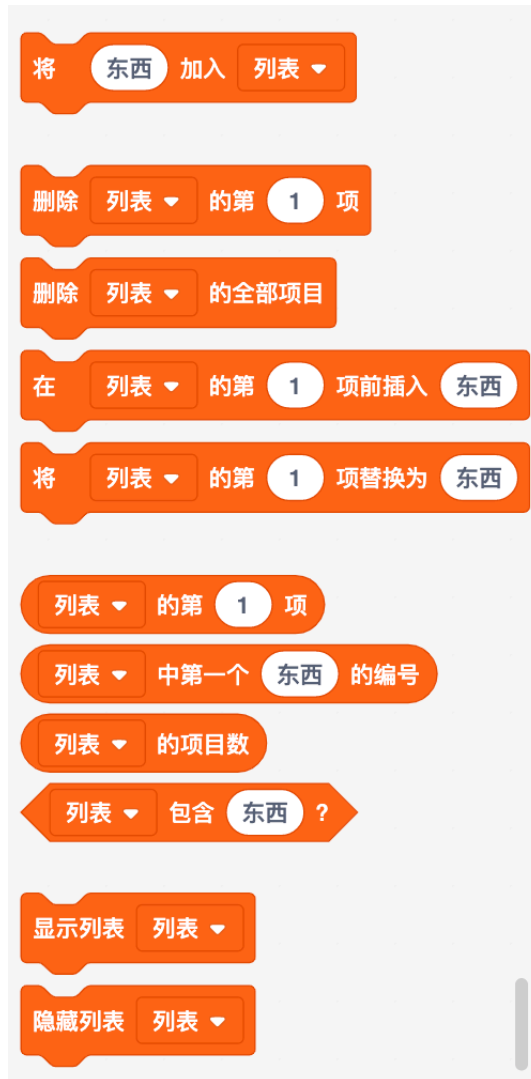 将 东西 加入 列表
删除 列表 的第 1 项
删除 列表 的全部项目
在 列表 的第 1 项前插入 东西
将 列表 的第 1 项替换为 东西
列表 的第 1 项
列表 中第一个 东西 的编号
列表 的项目数
列表 包含 东西 ?
显示列表 列表
隐藏列表 列表